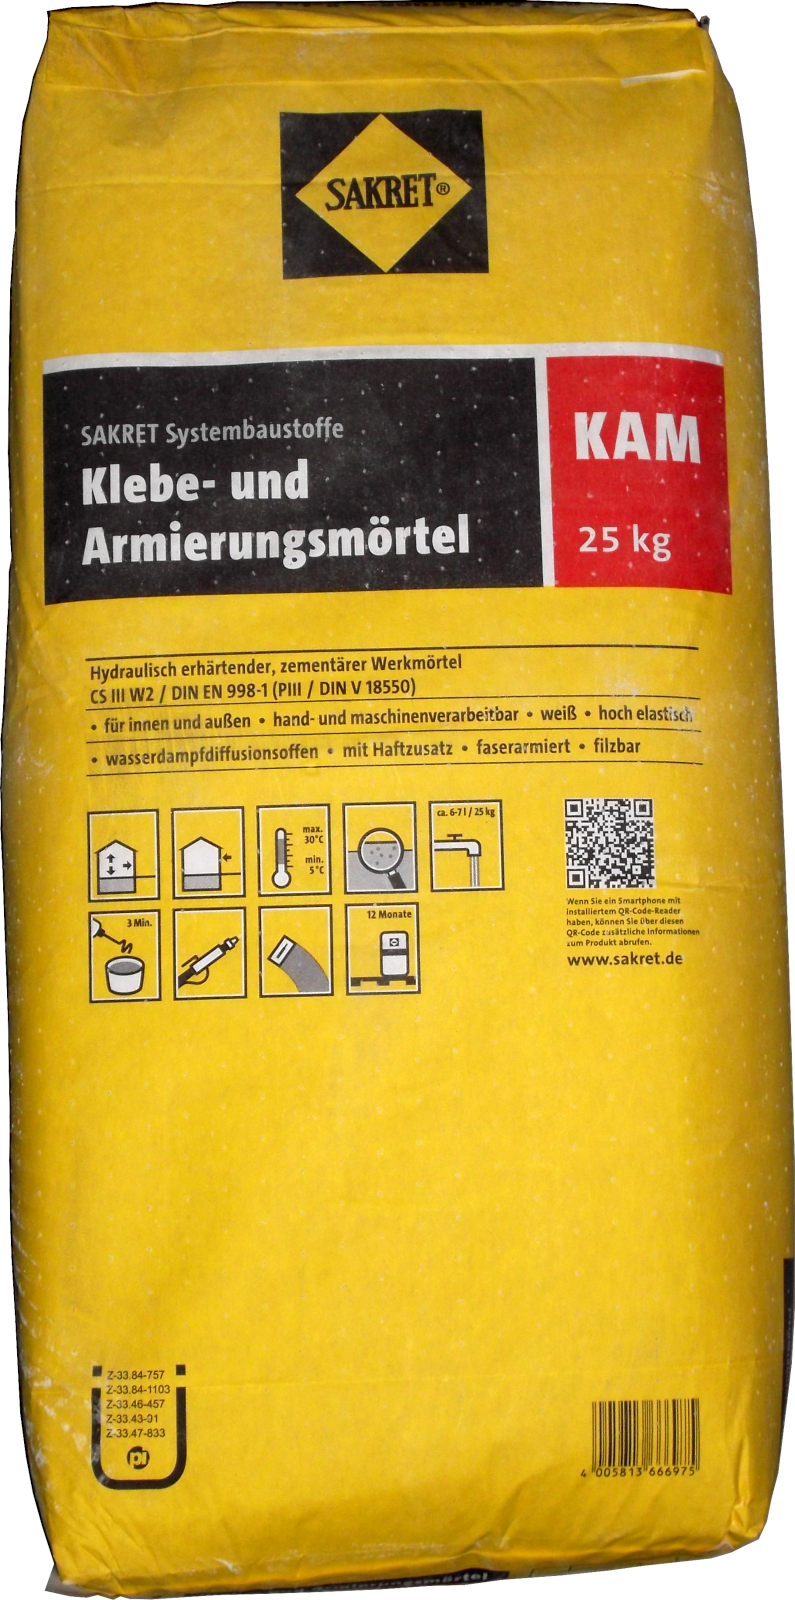 SAKRET®
SAKRET Systembaustoffe
Klebe- und
Armierungsmörtel
KAM
25 kg
Hydraulisch erhärtender, zementärer Werkmörtel
CS III W2 / DIN EN 998-1 (PIII / DIN V 18550)
• für innen und außen • hand- und maschinenverarbeitbar • weiß • hoch elastisch
• wasserdampfdiffusionsoffen • mit Haftzusatz • faserarmiert • filzbar
max.
30°C
min.
5°C
ca. 6-7 l / 25 kg
3 Min.
12 Monate
Wenn Sie ein Smartphone mit
installiertem QR-Code-Reader
haben, können Sie über diesen
QR-Code zusätzliche Informationen
zum Produkt abrufen.
www.sakret.de
Z-33.84-757
Z-33.84-1103
Z-33.46-457
Z-33.43-91
Z-33.47-833
pi
4 005813 666975